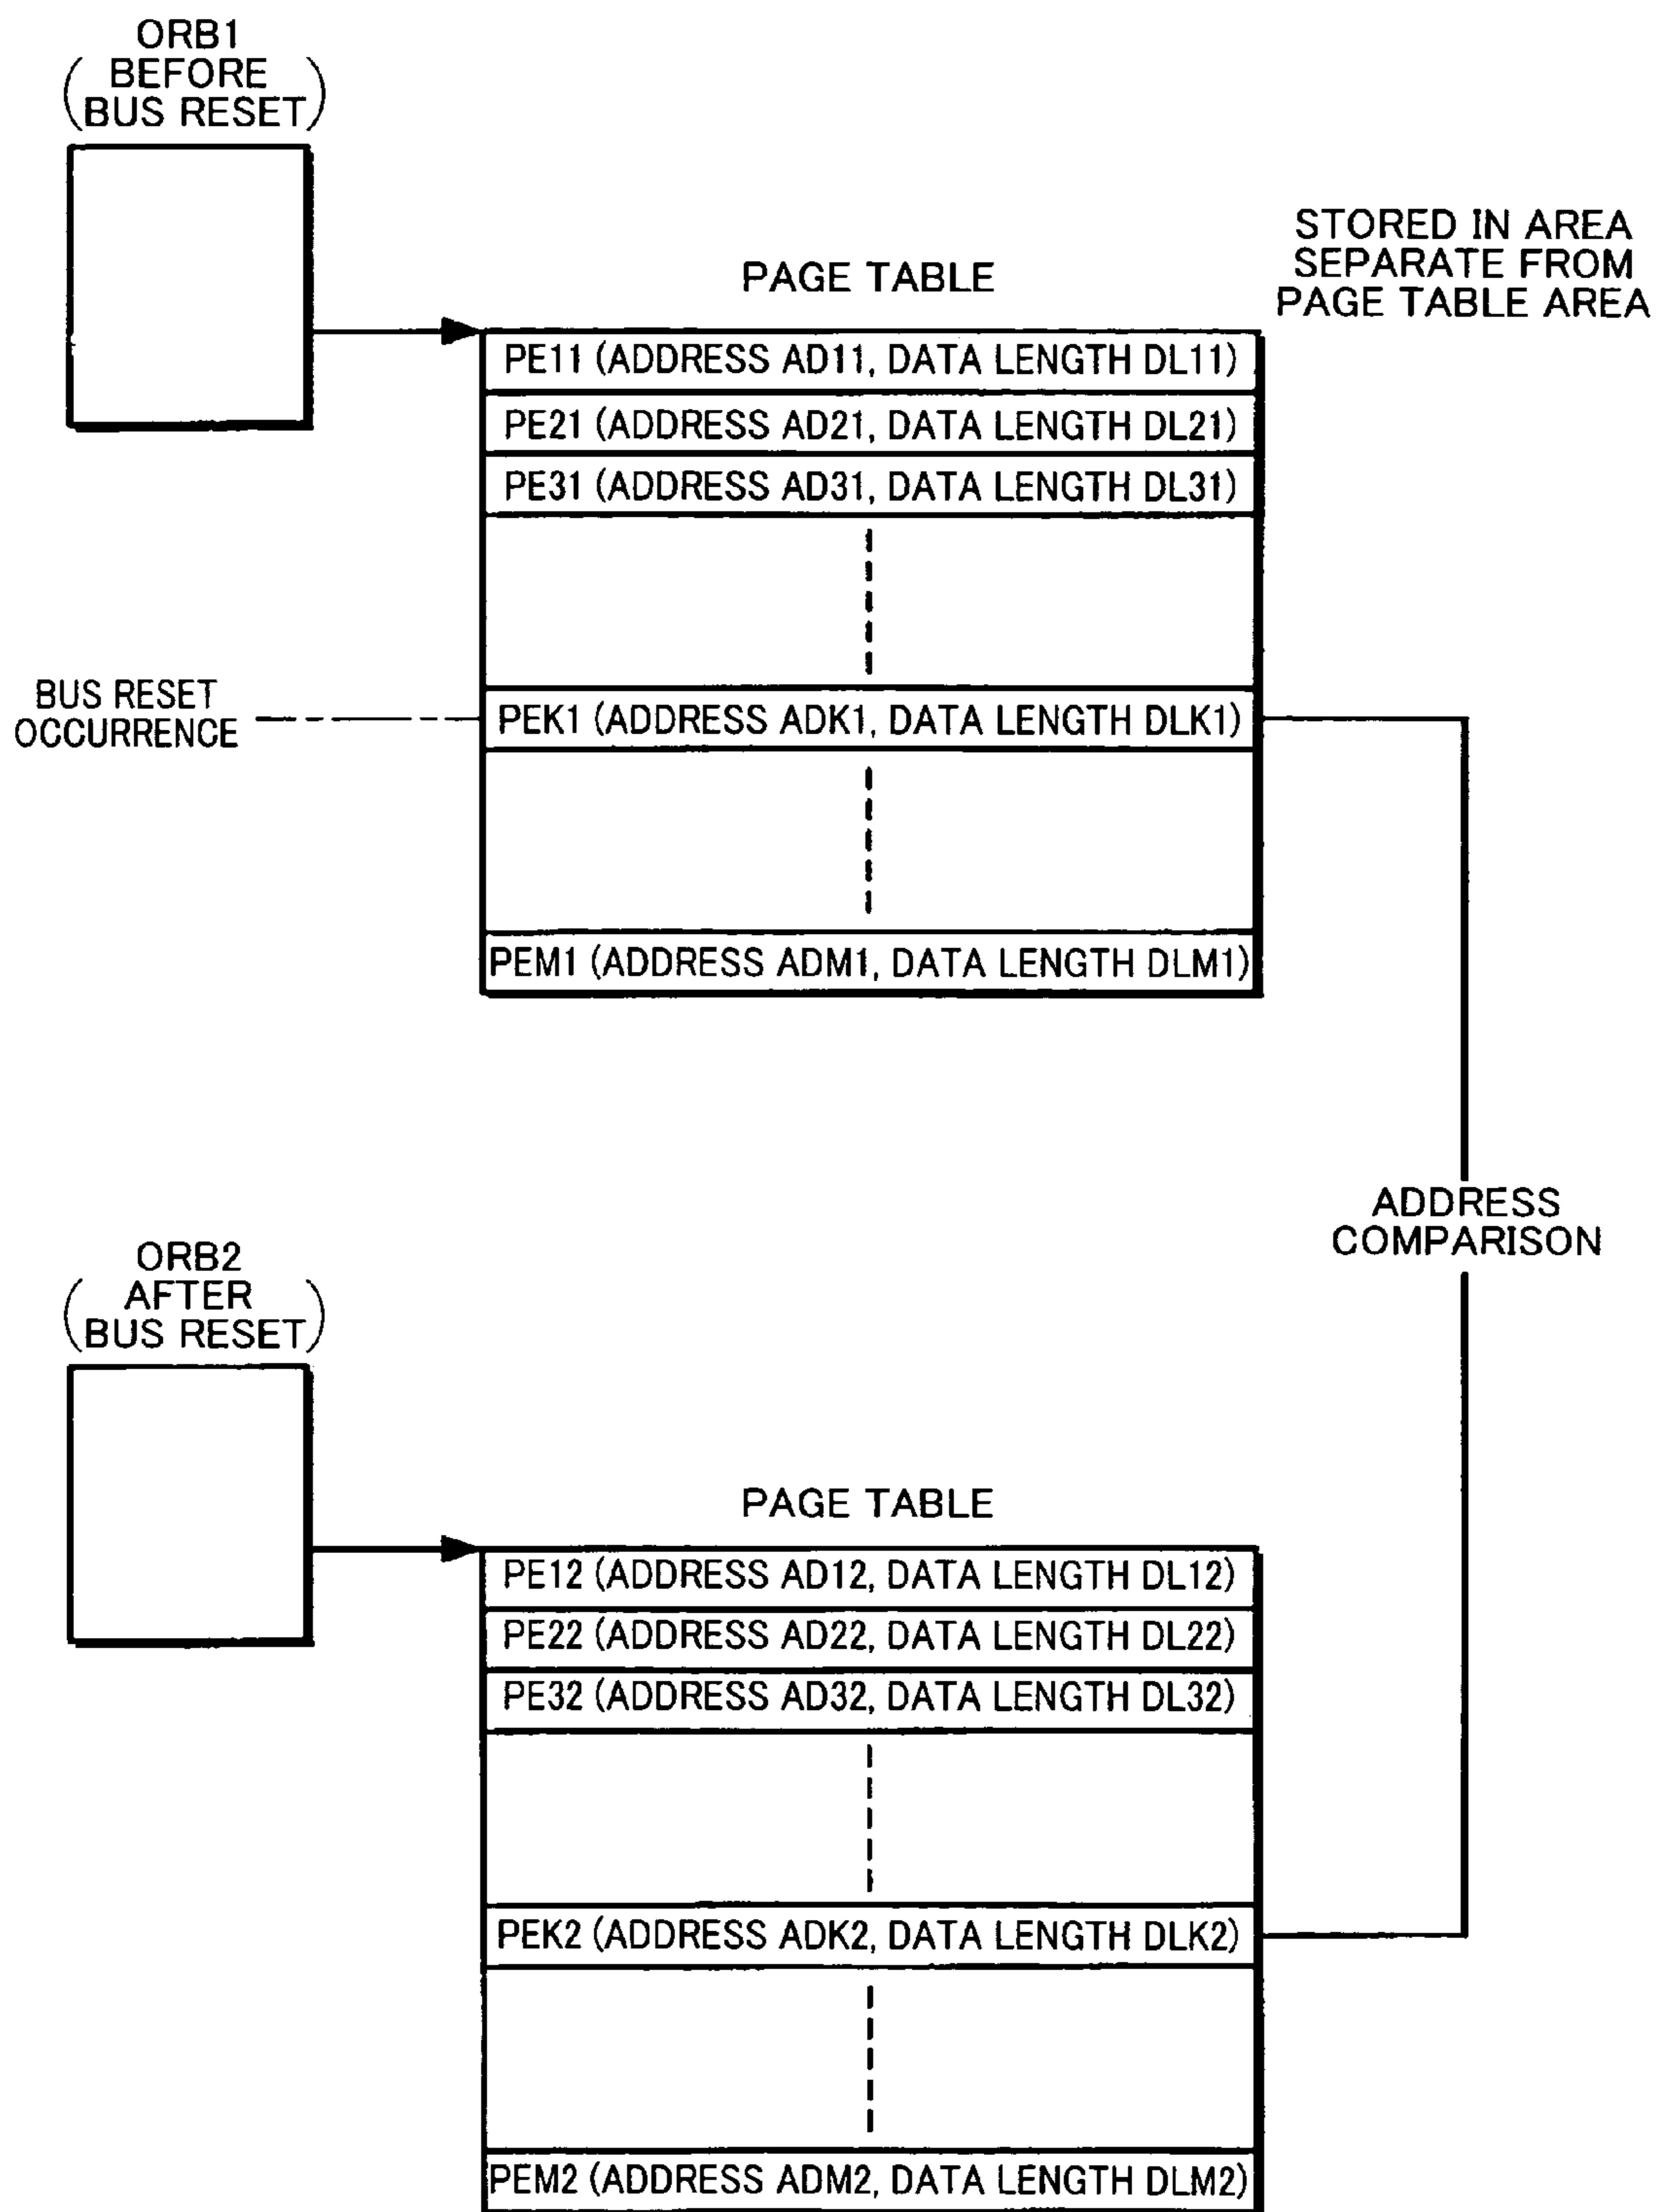 ORB1
(BEFORE
BUS RESET)
STORED IN AREA
SEPARATE FROM
PAGE TABLE AREA
PAGE TABLE
PE11 (ADDRESS AD11, DATA LENGTH DL11)
PE21 (ADDRESS AD21, DATA LENGTH DL21)
PE31 (ADDRESS AD31, DATA LENGTH DL31)
BUS RESET
OCCURRENCE
PEK1 (ADDRESS ADK1, DATA LENGTH DLK1)
PEM1 (ADDRESS ADM1, DATA LENGTH DLM1)
ADDRESS
COMPARISON
ORB2
(AFTER
BUS RESET)
PAGE TABLE
PE12 (ADDRESS AD12, DATA LENGTH DL12)
PE22 (ADDRESS AD22, DATA LENGTH DL22)
PE32 (ADDRESS AD32, DATA LENGTH DL32)
PEK2 (ADDRESS ADK2, DATA LENGTH DLK2)
PEM2 (ADDRESS ADM2, DATA LENGTH DLM2)